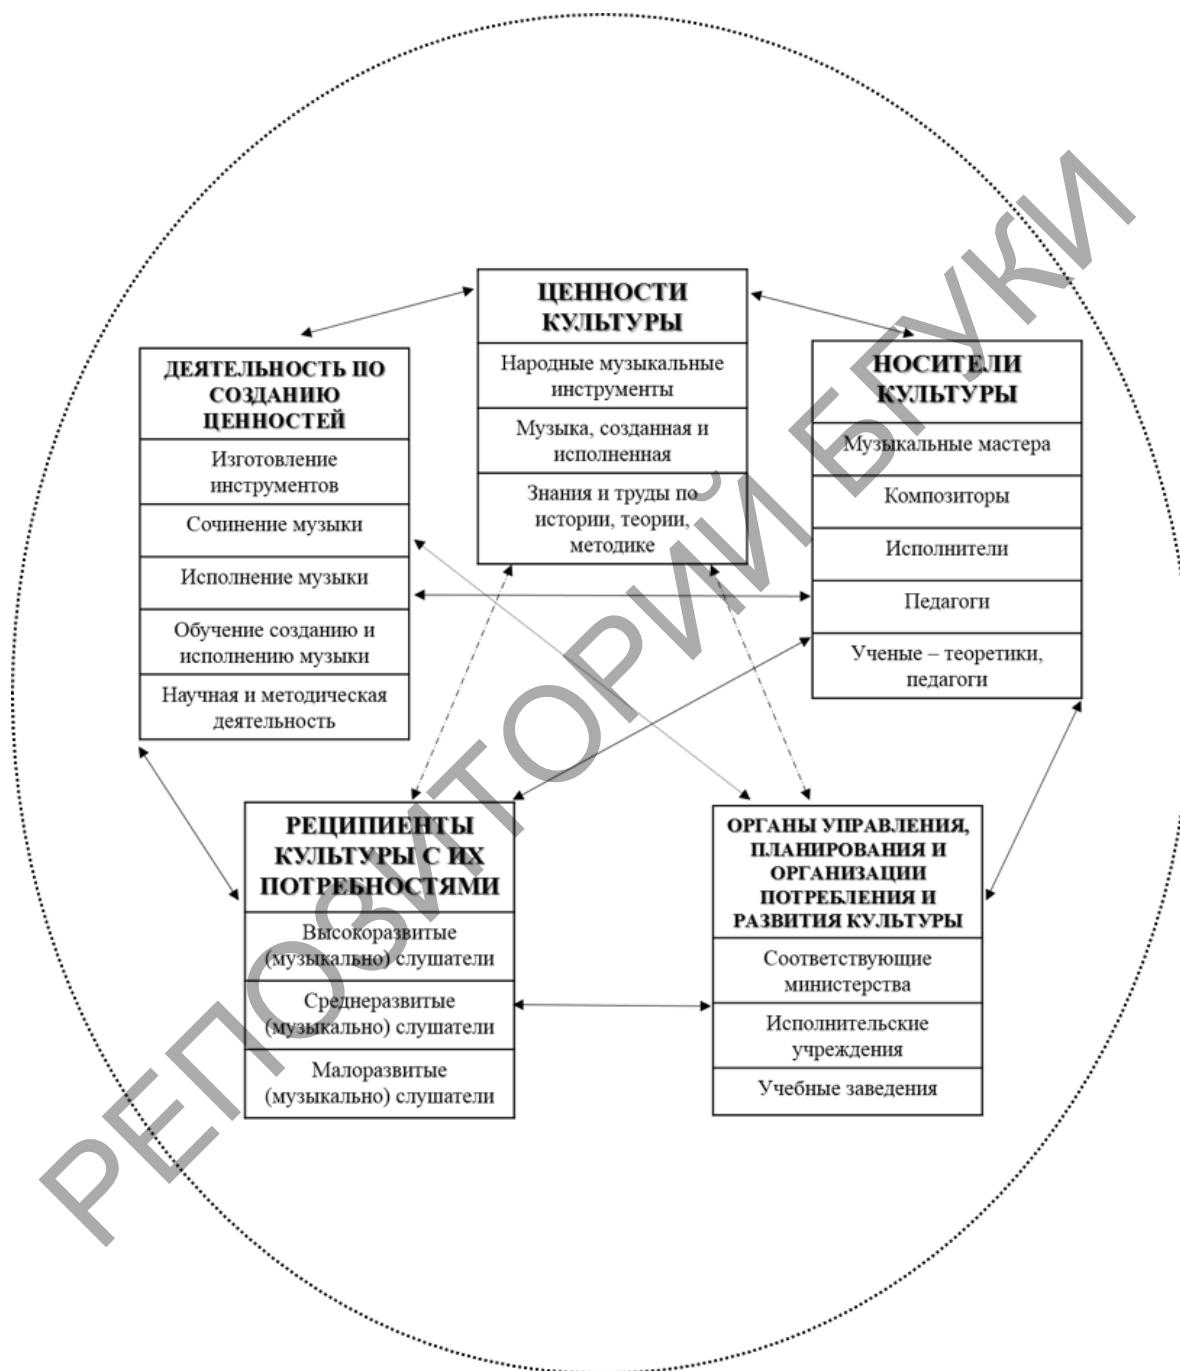 ЦЕННОСТИ
КУЛЬТУРЫ
Народные музыкальные
инструменты
Музыка, созданная и
исполненная
Знания и труды по
истории, теории,
методике
ДЕЯТЕЛЬНОСТЬ ПО
СОЗДАНИЮ
ЦЕННОСТЕЙ
Изготовление
инструментов
Сочинение музыки
Исполнение музыки
Обучение созданию и
исполнению музыки
Научная и методическая
деятельность
НОСИТЕЛИ
КУЛЬТУРЫ
Музыкальные мастера
Композиторы
Исполнители
Педагоги
Ученые – теоретики,
педагоги
РЕЦИПИЕНТЫ
КУЛЬТУРЫ С ИХ
ПОТРЕБНОСТЯМИ
Высокоразвитые
(музыкально) слушатели
Среднеразвитые
(музыкально) слушатели
Малоразвитые
(музыкально) слушатели
ОРГАНЫ УПРАВЛЕНИЯ,
ПЛАНИРОВАНИЯ И
ОРГАНИЗАЦИИ
ПОТРЕБЛЕНИЯ И
РАЗВИТИЯ КУЛЬТУРЫ
Соответствующие
министерства
Исполнительские
учреждения
Учебные заведения
РЕПОЗИТОРИЙ БГУКИ